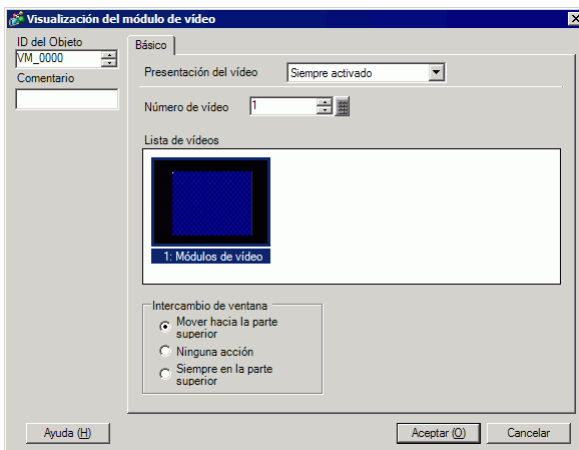 Visualización del módulo de vídeo
ID del Objeto
VM_0000
Comentario
Básico
Presentación del vídeo
Siempre activado
Número de vídeo
1
Lista de vídeos
1: Módulos de vídeo
Intercambio de ventana
Mover hacia la parte
superior
Ninguna acción
Siempre en la parte
superior
Ayuda (H)
Aceptar (O)
Cancelar